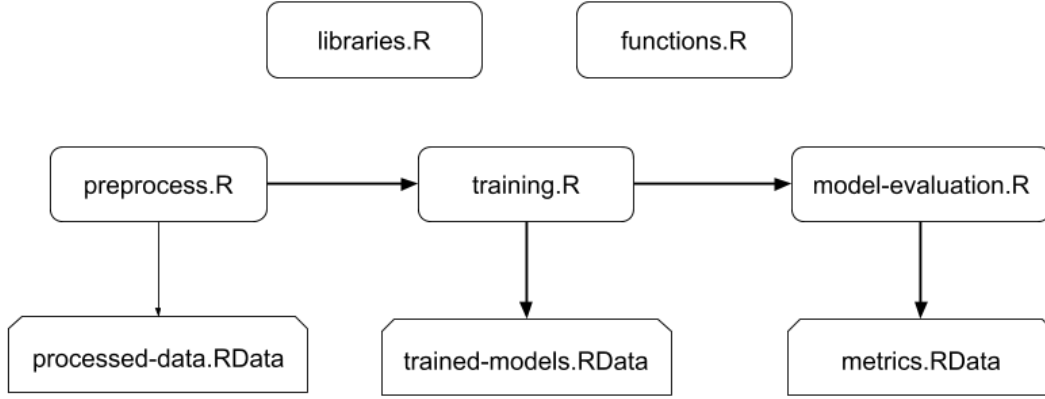 libraries.R
functions.R
preprocess.R
training.R
model-evaluation.R
processed-data.RData
trained-models.RData
metrics.RData